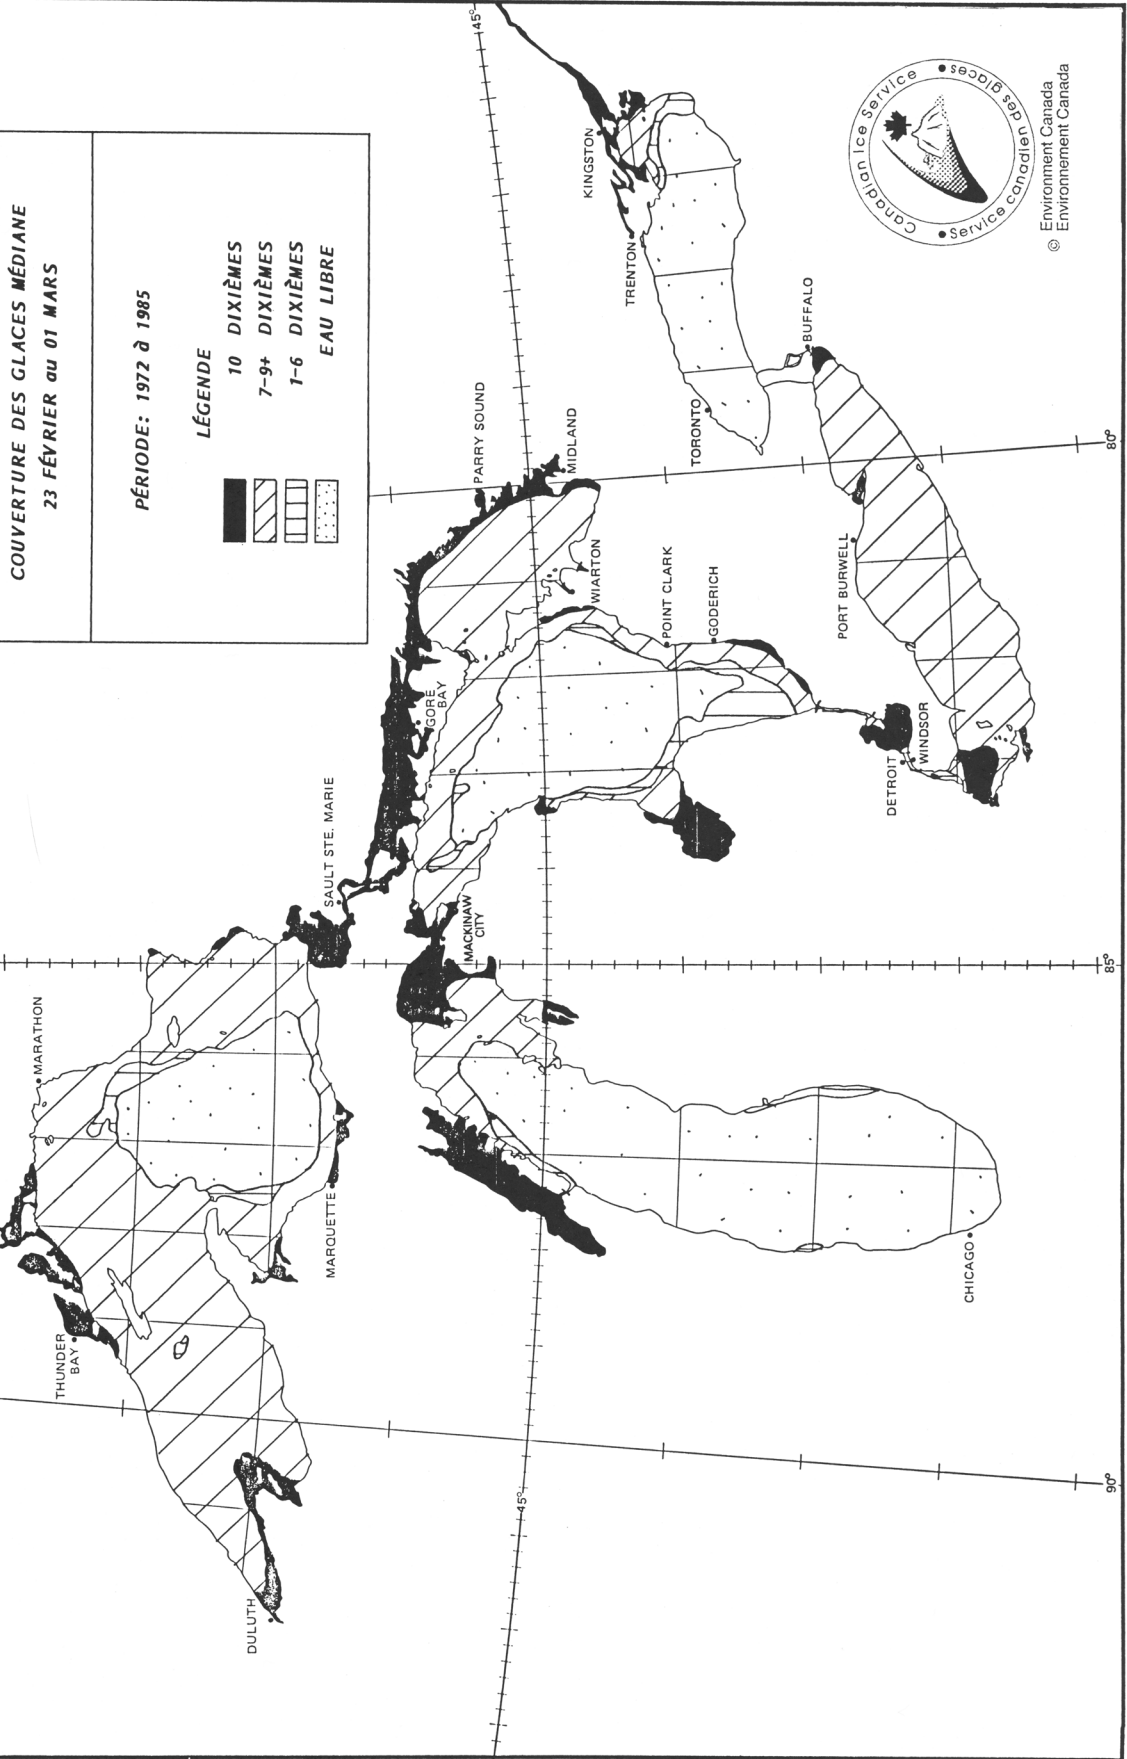 COUVERTURE DES GLACES MÉDIANE
23 FÉVRIER au 01 MARS
PÉRIODE: 1972 à 1985
LÉGENDE
10 DIXIÈMES
7-9+ DIXIÈMES
1-6 DIXIÈMES
EAU LIBRE
THUNDER
BAY
MARATHON
DULUTH
MARQUETTE
SAULT STE. MARIE
GORE
BAY
MACKINAW
CITY
PARRY SOUND
MIDLAND
WIARTON
POINT CLARK
GODERICH
KINGSTON
TRENTON
TORONTO
BUFFALO
PORT BURWELL
WINDSOR
DETROIT
CHICAGO
45°
45°
90°
85°
80°
Canadian Ice Service
Service canadien des glaces
© Environment Canada
Environnement Canada